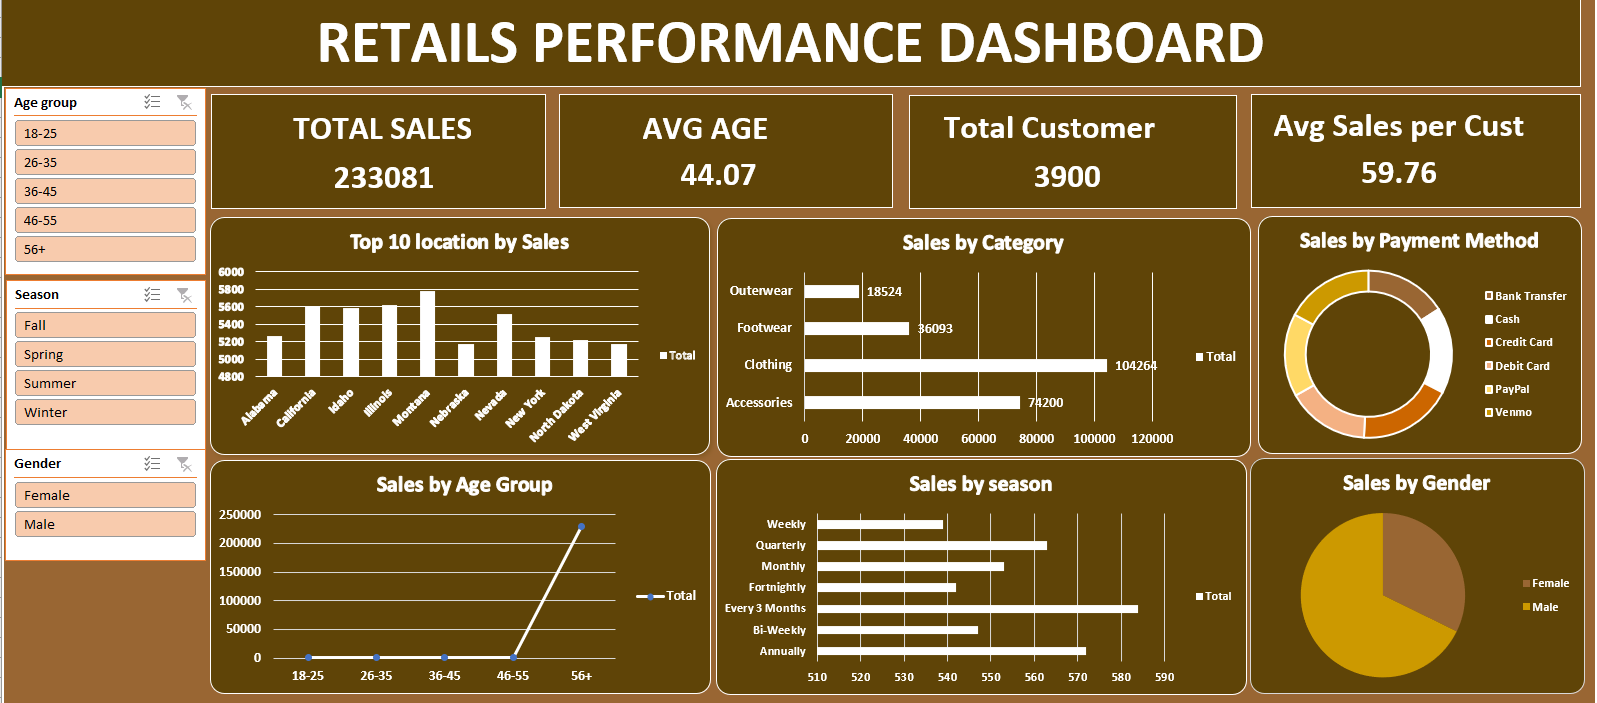 RETAILS PERFORMANCE DASHBOARD
Age group
18-25
26-35
36-45
46-55
56+
Season
Fall
Spring
Summer
Winter
Gender
Female
Male
TOTAL SALES
233081
AVG AGE
44.07
Total Customer
3900
Avg Sales per Cust
59.76
Top 10 location by Sales
6000
5800
5600
5400
5200
5000
4800
Alabama
California
Idaho
Illinois
Montana
Nebraska
Nevada
New York
North Dakota
West Virginia
Total
Sales by Category
Outerwear
18524
Footwear
36093
Clothing
104264
Accessories
74200
0 20000 40000 60000 80000 100000 120000
Total
Sales by Payment Method
Bank Transfer
Cash
Credit Card
Debit Card
PayPal
Venmo
Sales by Age Group
250000
200000
150000
100000
50000
0
18-25 26-35 36-45 46-55 56+
Total
Sales by season
Weekly
Quarterly
Monthly
Fortnightly
Every 3 Months
Bi-Weekly
Annually
510 520 530 540 550 560 570 580 590
Total
Sales by Gender
Female
Male